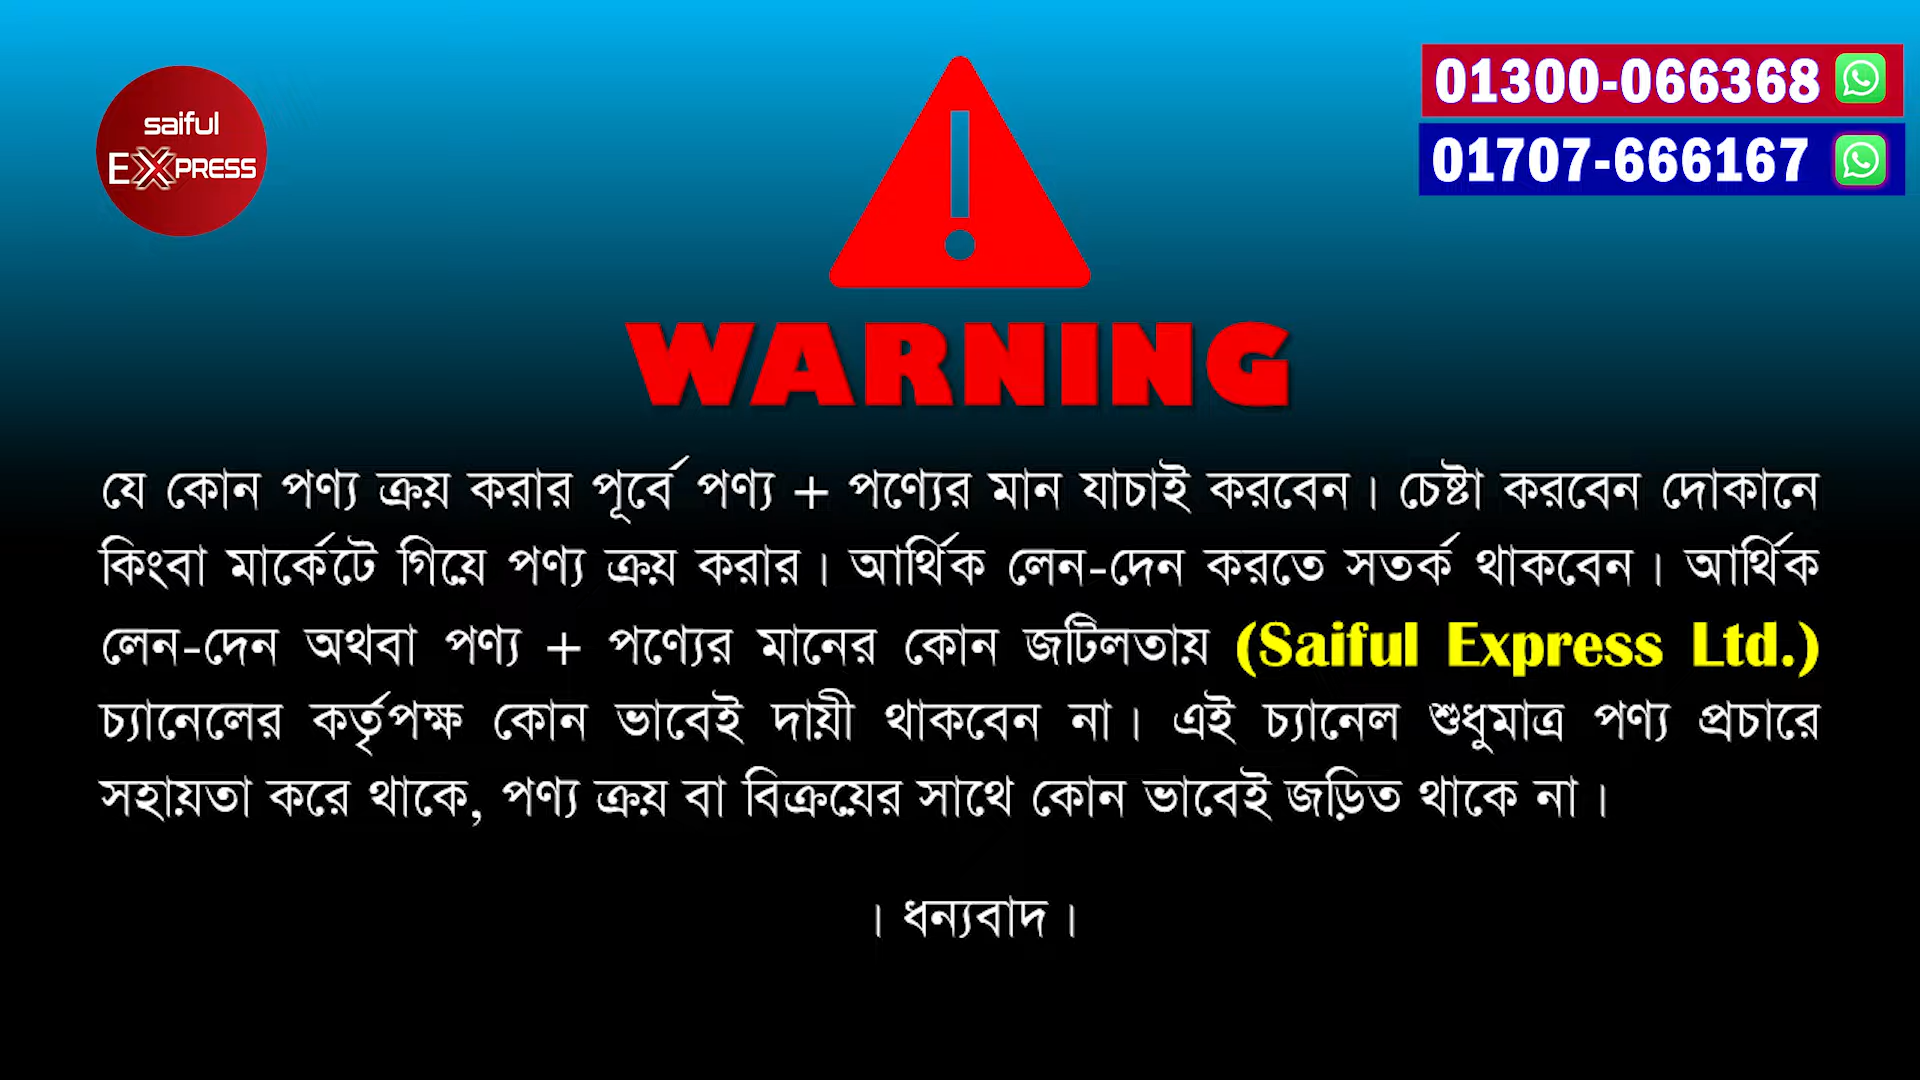 saiful
EXPRESS
01300-066368
01707-666167
WARNING
যে কোন পণ্য ক্রয় করার পূর্বে পণ্য + পণ্যের মান যাচাই করবেন। চেষ্টা করবেন দোকানে
কিংবা মার্কেটে গিয়ে পণ্য ক্রয় করার। আর্থিক লেন-দেন করতে সতর্ক থাকবেন। আর্থিক
লেন-দেন অথবা পণ্য + পণ্যের মানের কোন জটিলতায় (Saiful Express Ltd.)
চ্যানেলের কর্তৃপক্ষ কোন ভাবেই দায়ী থাকবেন না। এই চ্যানেল শুধুমাত্র পণ্য প্রচারে
সহায়তা করে থাকে, পণ্য ক্রয় বা বিক্রয়ের সাথে কোন ভাবেই জড়িত থাকে না।
। ধন্যবাদ।